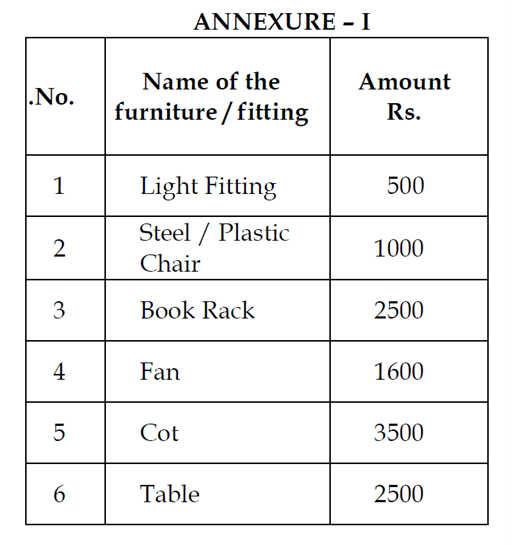 ANNEXURE – I
.No.
Name of the
furniture / fitting
Amount
Rs.
1 Light Fitting 500
2 Steel / Plastic
Chair 1000
3 Book Rack 2500
4 Fan 1600
5 Cot 3500
6 Table 2500